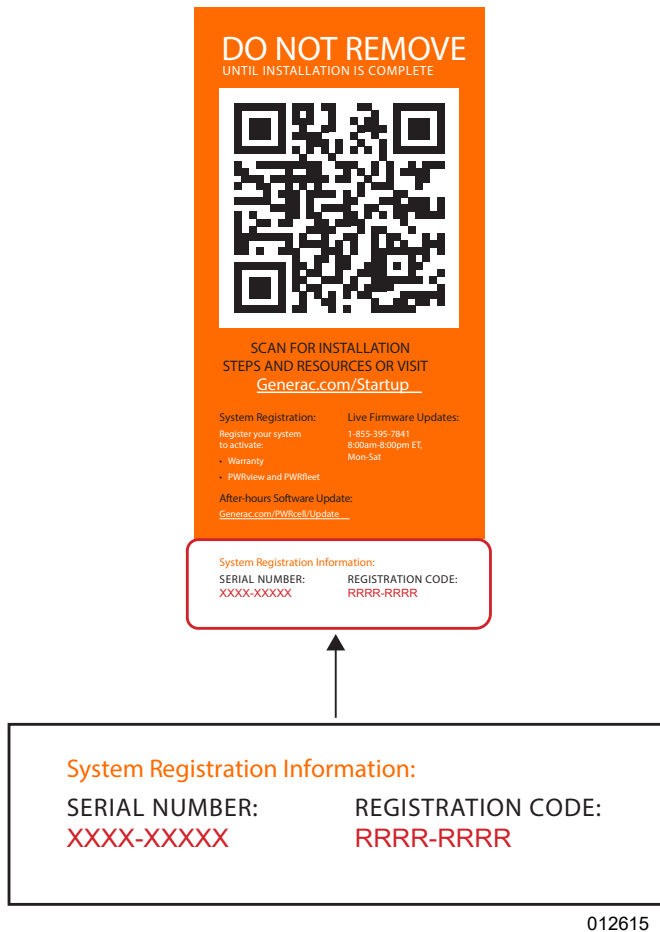 DO NOT REMOVE
UNTIL INSTALLATION IS COMPLETE
SCAN FOR INSTALLATION
STEPS AND RESOURCES OR VISIT
Generac.com/Startup
System Registration:
Register your system
to activate:
• Warranty
• PWRview and PWRfleet
Live Firmware Updates:
1-855-395-7841
8:00am-8:00pm ET,
Mon-Sat
After-hours Software Update:
Generac.com/PWRcell/Update
System Registration Information:
SERIAL NUMBER: REGISTRATION CODE:
XXXX-XXXXX RRRR-RRRR
System Registration Information:
SERIAL NUMBER: REGISTRATION CODE:
XXXX-XXXXX RRRR-RRRR
012615